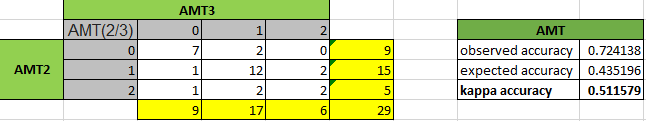 AMT3
AMT(2/3) 0 1 2
AMT2
0 7 2 0 9
1 1 12 2 15
2 1 2 2 5
9 17 6 29
AMT
observed accuracy 0.724138
expected accuracy 0.435196
kappa accuracy 0.511579